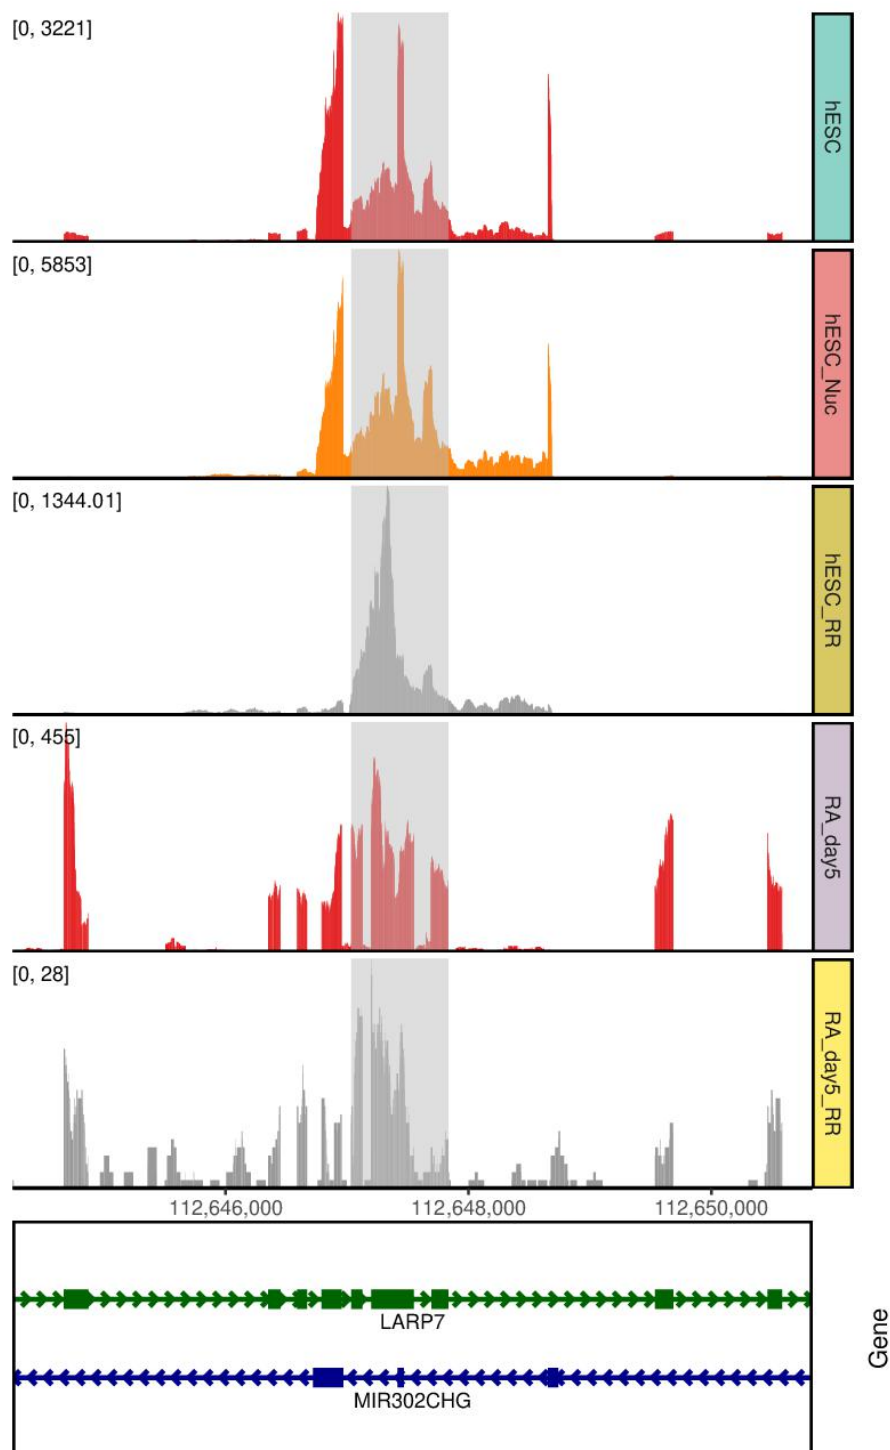 [0, 3221]
hESC
[0, 5853]
hESC_Nuc
[0, 1344.01]
hESC_RR
[0, 455]
RA_day5
[0, 28]
RA_day5_RR
112,646,000 112,648,000 112,650,000
LARP7
MIR302CHG
Gene